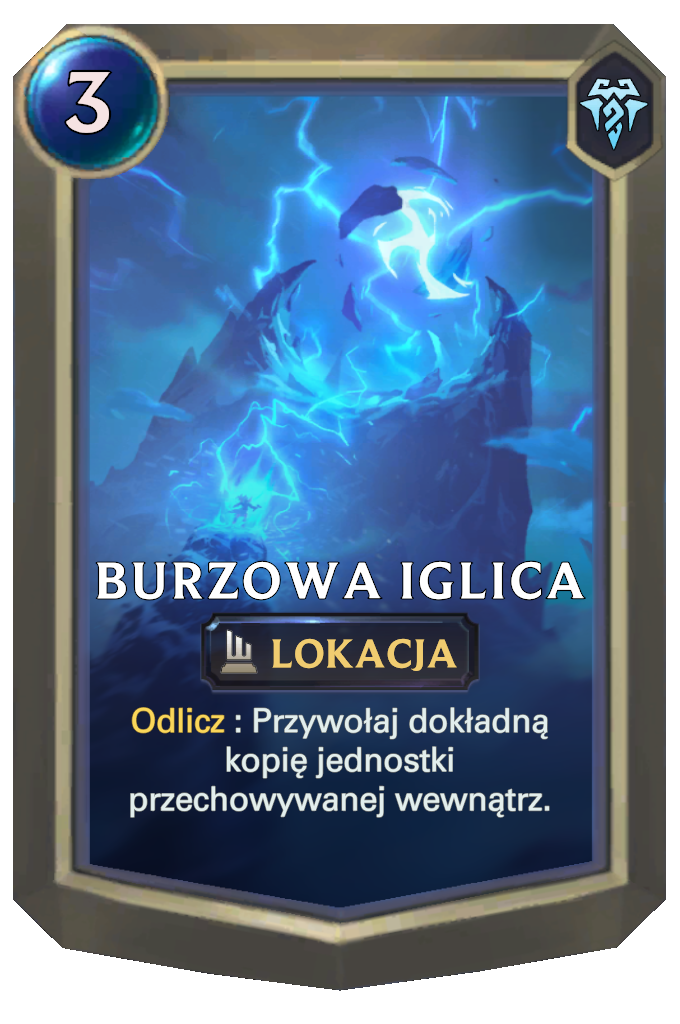 3
BURZOWA IGLICA
LOKACJA
Odlicz : Przywołaj dokładną
kopię jednostki
przechowywanej wewnątrz.